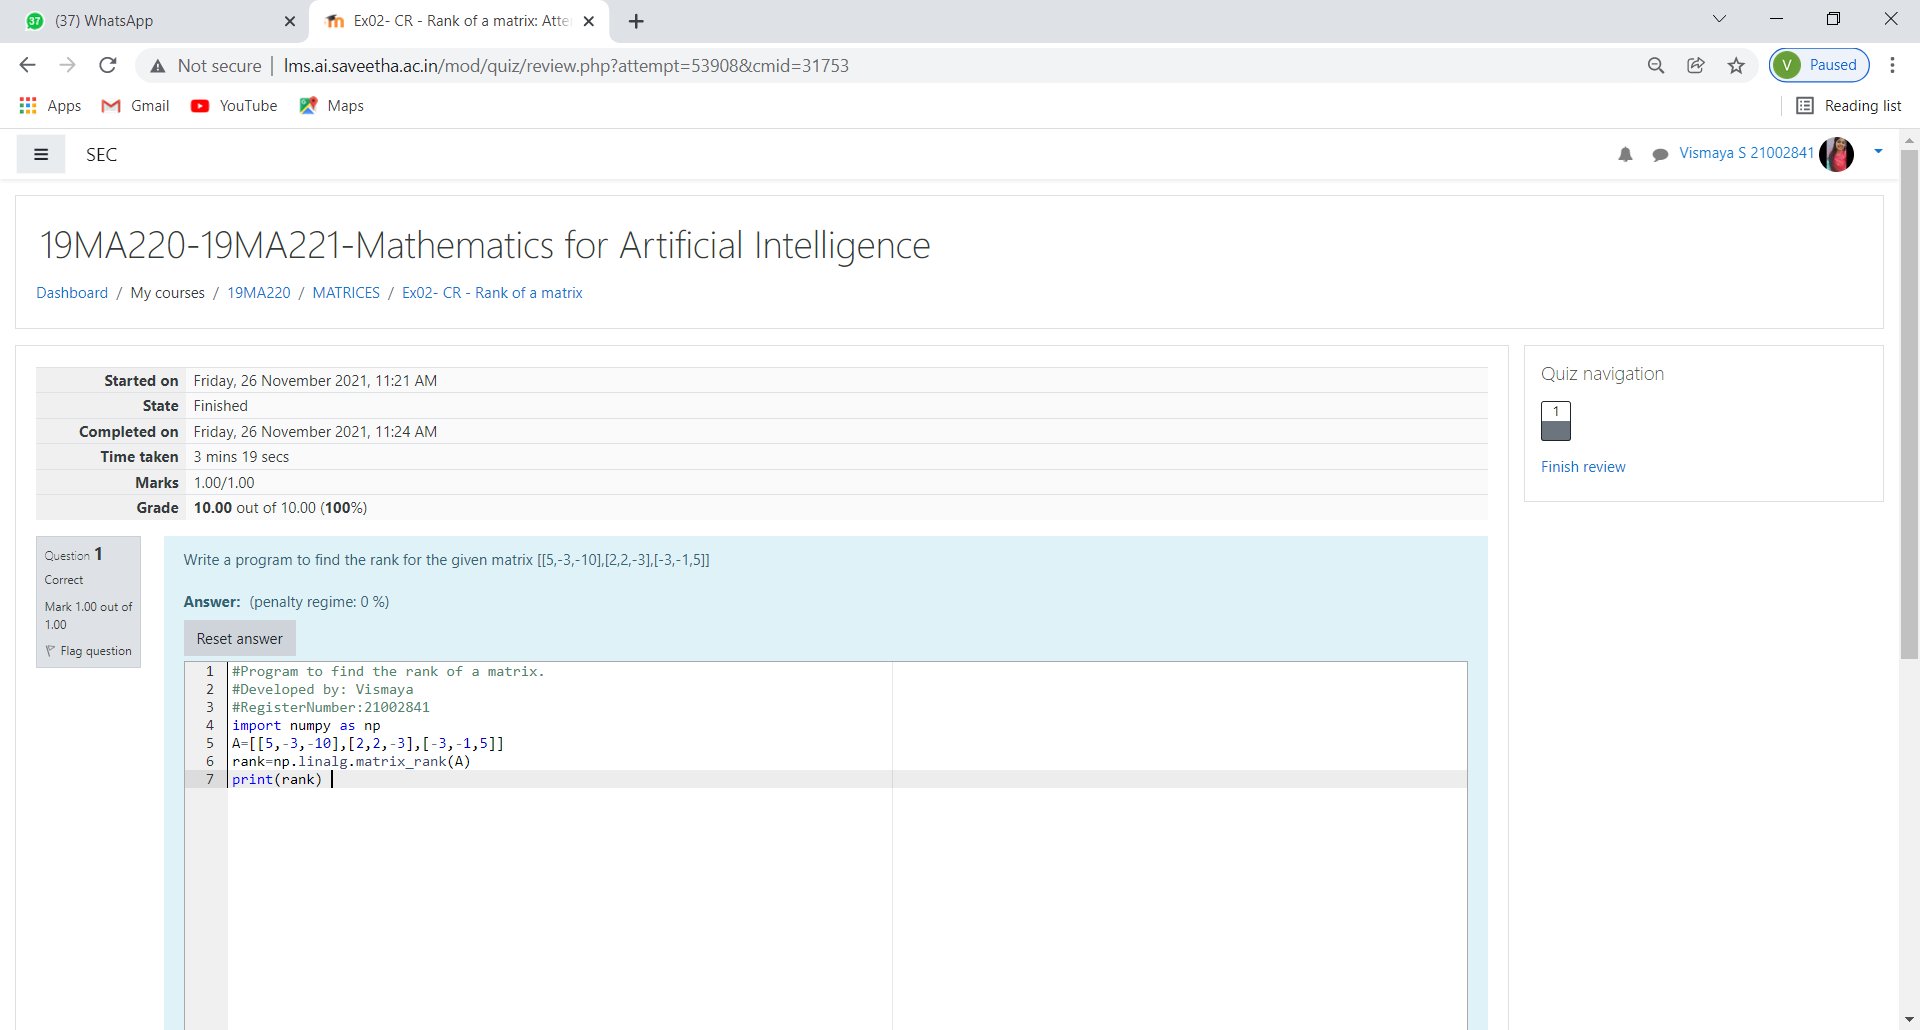 37 (37) WhatsApp
Ex02- CR - Rank of a matrix: Atte
Not secure | lms.ai.saveetha.ac.in/mod/quiz/review.php?attempt=53908&cmid=31753
V Paused
Apps Gmail YouTube Maps
Reading list
SEC
Vismaya S 21002841
19MA220-19MA221-Mathematics for Artificial Intelligence
Dashboard / My courses / 19MA220 / MATRICES / Ex02- CR - Rank of a matrix
Started on Friday, 26 November 2021, 11:21 AM
State Finished
Completed on Friday, 26 November 2021, 11:24 AM
Time taken 3 mins 19 secs
Marks 1.00/1.00
Grade 10.00 out of 10.00 (100%)
Quiz navigation
1
Finish review
Question 1
Correct
Mark 1.00 out of
1.00
Flag question
Write a program to find the rank for the given matrix [[5,-3,-10],[2,2,-3],[-3,-1,5]]
Answer: (penalty regime: 0 %)
Reset answer
1 #Program to find the rank of a matrix.
2 #Developed by: Vismaya
3 #RegisterNumber:21002841
4 import numpy as np
5 A=[[5,-3,-10],[2,2,-3],[-3,-1,5]]
6 rank=np.linalg.matrix_rank(A)
7 print(rank)